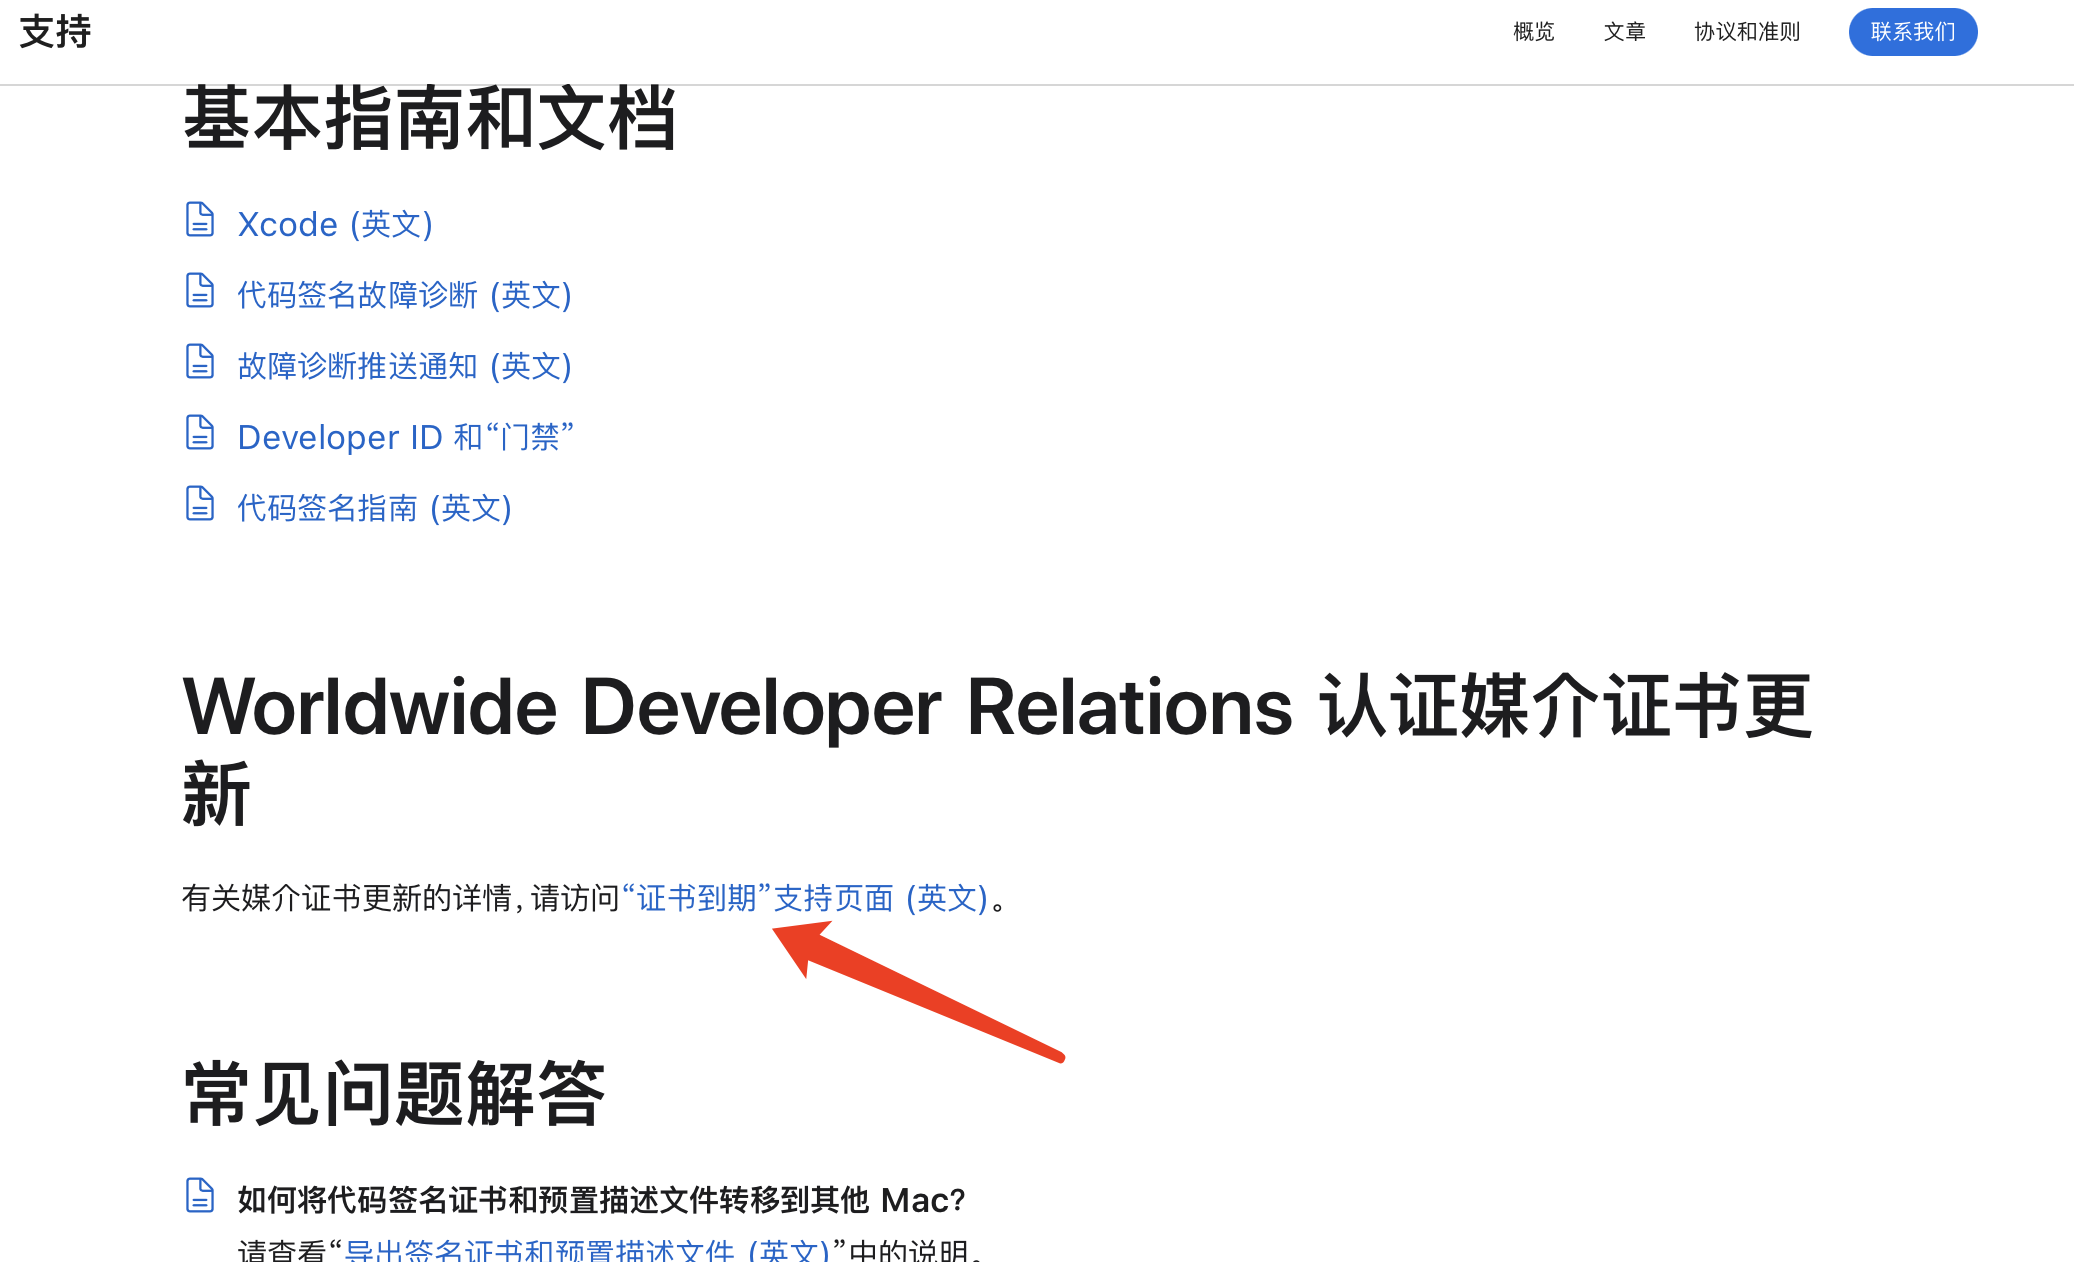 支持
概览 文章 协议和准则 联系我们
基本指南和文档
Xcode (英文)
代码签名故障诊断 (英文)
故障诊断推送通知 (英文)
Developer ID 和“门禁”
代码签名指南 (英文)
Worldwide Developer Relations 认证媒介证书更
新
有关媒介证书更新的详情，请访问“证书到期”支持页面 (英文)。
常见问题解答
如何将代码签名证书和预置描述文件转移到其他 Mac?
请查看“导出签名证书和预置描述文件 (英文)”中的说明。